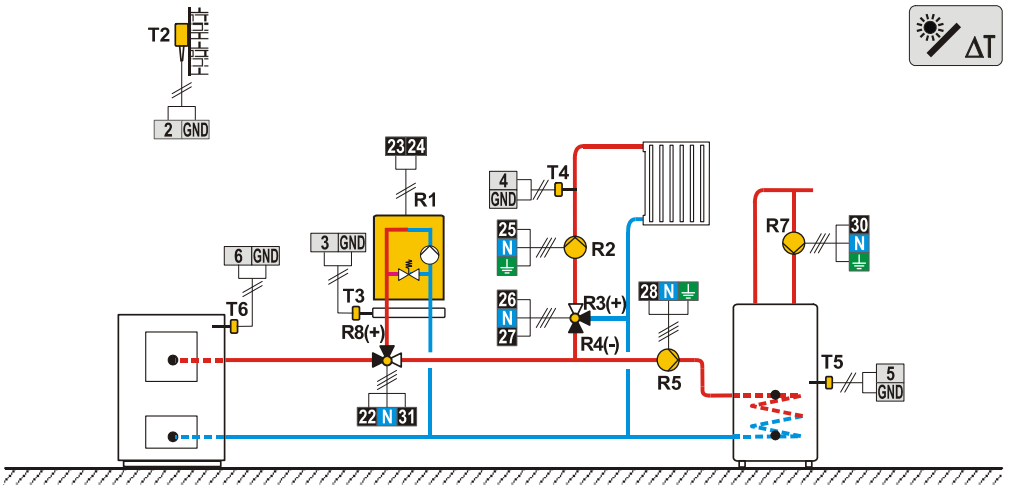 T2
2 GND
ΔT
23 24
R1
4
GND
T4
25
N
R2
R7
30
N
6 GND
3 GND
T6
T3
R8(+)
26
N
27
R3(+)
R4(-)
28 N
R5
T5
5
GND
22 N 31